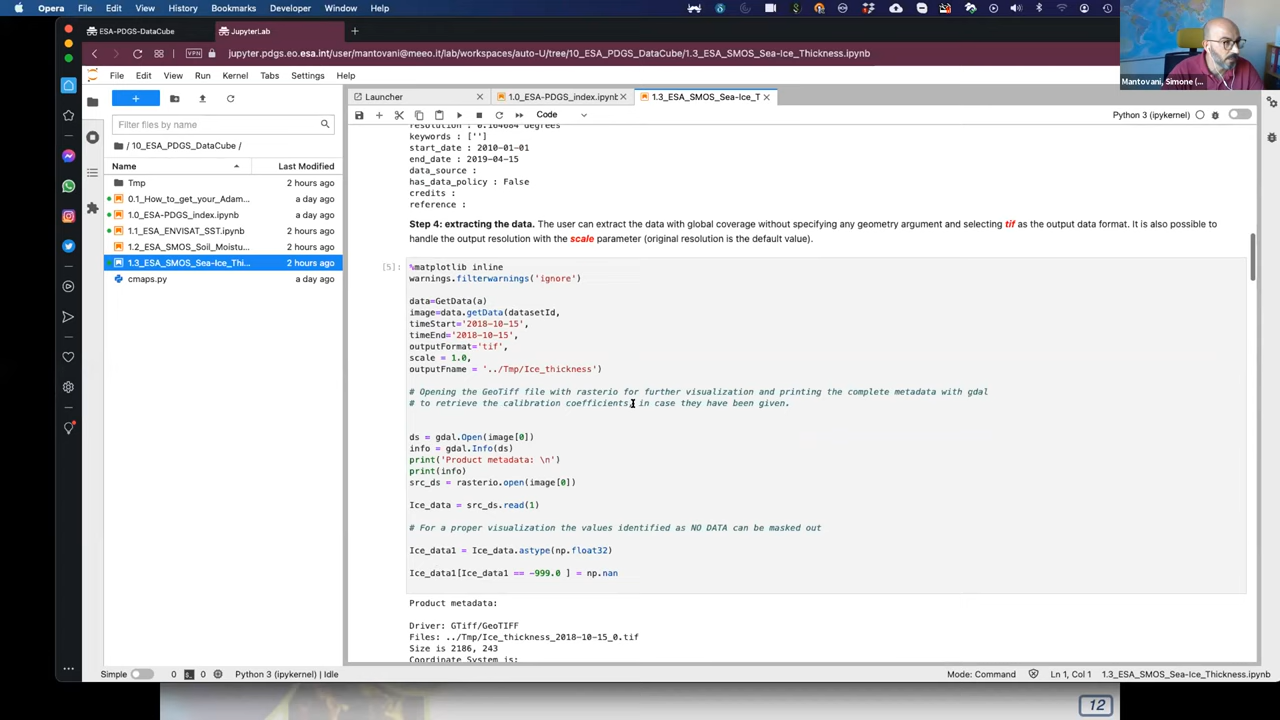 Opera File Edit View History Bookmarks Developer Window Help
ESA-PDGS-DataCube
JupyterLab
VPN jupyter.pdgs.eo.esa.int/user/mantovani@meeo.it/lab/workspaces/auto-U/tree/10_ESA_PDGS_DataCube/1.3_ESA_SMOS_Sea-Ice_Thickness.ipynb
Mantovani, Simone (...
File Edit View Run Kernel Tabs Settings Help
Launcher
1.0_ESA-PDGS_index.ipynb
1.3_ESA_SMOS_Sea-Ice_T
Code
Python 3 (ipykernel)
Filter files by name
/ 10_ESA_PDGS_DataCube /
Name Last Modified
Tmp 2 hours ago
0.1_How_to_get_your_Adam... a day ago
1.0_ESA-PDGS_index.ipynb a day ago
1.1_ESA_ENVISAT_SST.ipynb 2 hours ago
1.2_ESA_SMOS_Soil_Moistu... 2 hours ago
1.3_ESA_SMOS_Sea-Ice_Thi... 2 hours ago
cmaps.py a day ago
resolution : 0.164684 degrees
keywords : ['']
start_date : 2010-01-01
end_date : 2019-04-15
data_source :
has_data_policy : False
credits :
reference :
Step 4: extracting the data. The user can extract the data with global coverage without specifying any geometry argument and selecting tif as the output data format. It is also possible to
handle the output resolution with the scale parameter (original resolution is the default value).
[5]: %matplotlib inline
warnings.filterwarnings('ignore')
data=GetData(a)
image=data.getData(datasetId,
timeStart='2018-10-15',
timeEnd='2018-10-15',
outputFormat='tif',
scale = 1.0,
outputFname = '../Tmp/Ice_thickness')
# Opening the GeoTiff file with rasterio for further visualization and printing the complete metadata with gdal
# to retrieve the calibration coefficients, in case they have been given.
ds = gdal.Open(image[0])
info = gdal.Info(ds)
print('Product metadata: \n')
print(info)
src_ds = rasterio.open(image[0])
Ice_data = src_ds.read(1)
# For a proper visualization the values identified as NO DATA can be masked out
Ice_data1 = Ice_data.astype(np.float32)
Ice_data1[Ice_data1 == -999.0 ] = np.nan
Product metadata:
Driver: GTiff/GeoTIFF
Files: ../Tmp/Ice_thickness_2018-10-15_0.tif
Size is 2186, 243
Coordinate System is:
Simple 0 0 Python 3 (ipykernel) | Idle Mode: Command Ln 1, Col 1 1.3_ESA_SMOS_Sea-Ice_Thickness.ipynb
12